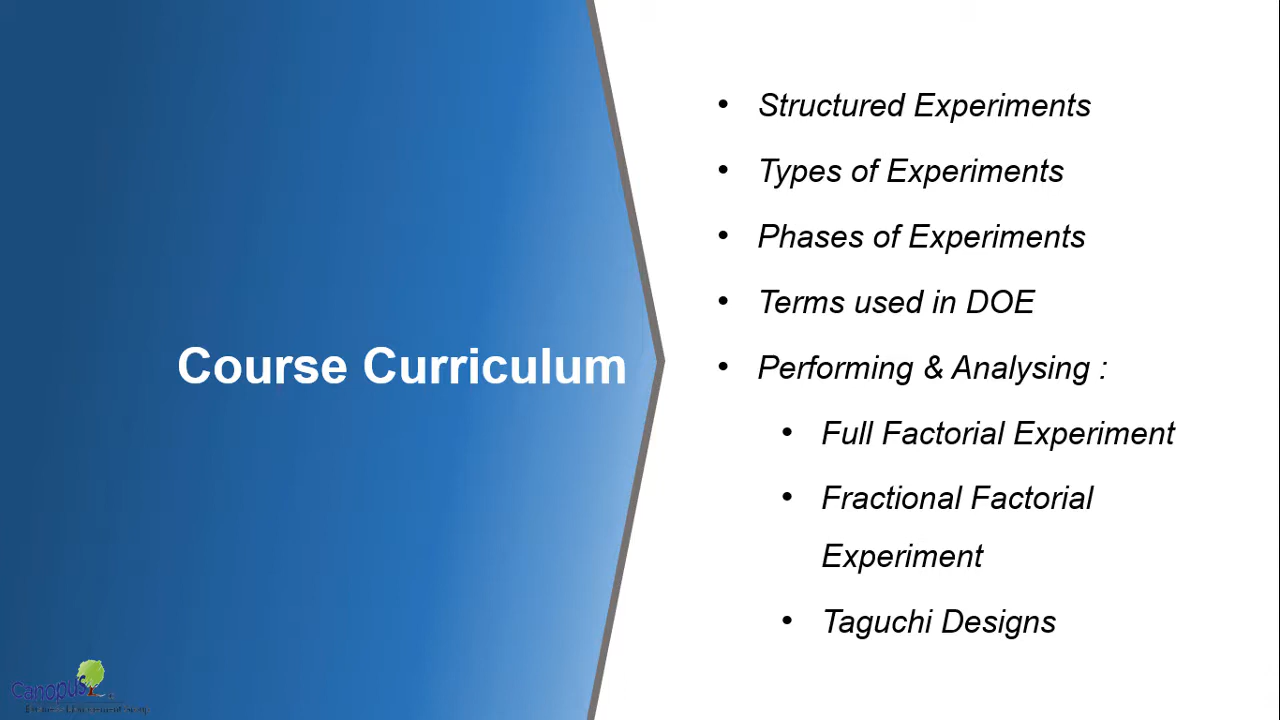 Course Curriculum
• Structured Experiments
• Types of Experiments
• Phases of Experiments
• Terms used in DOE
• Performing & Analysing :
• Full Factorial Experiment
• Fractional Factorial
Experiment
• Taguchi Designs
Canopus